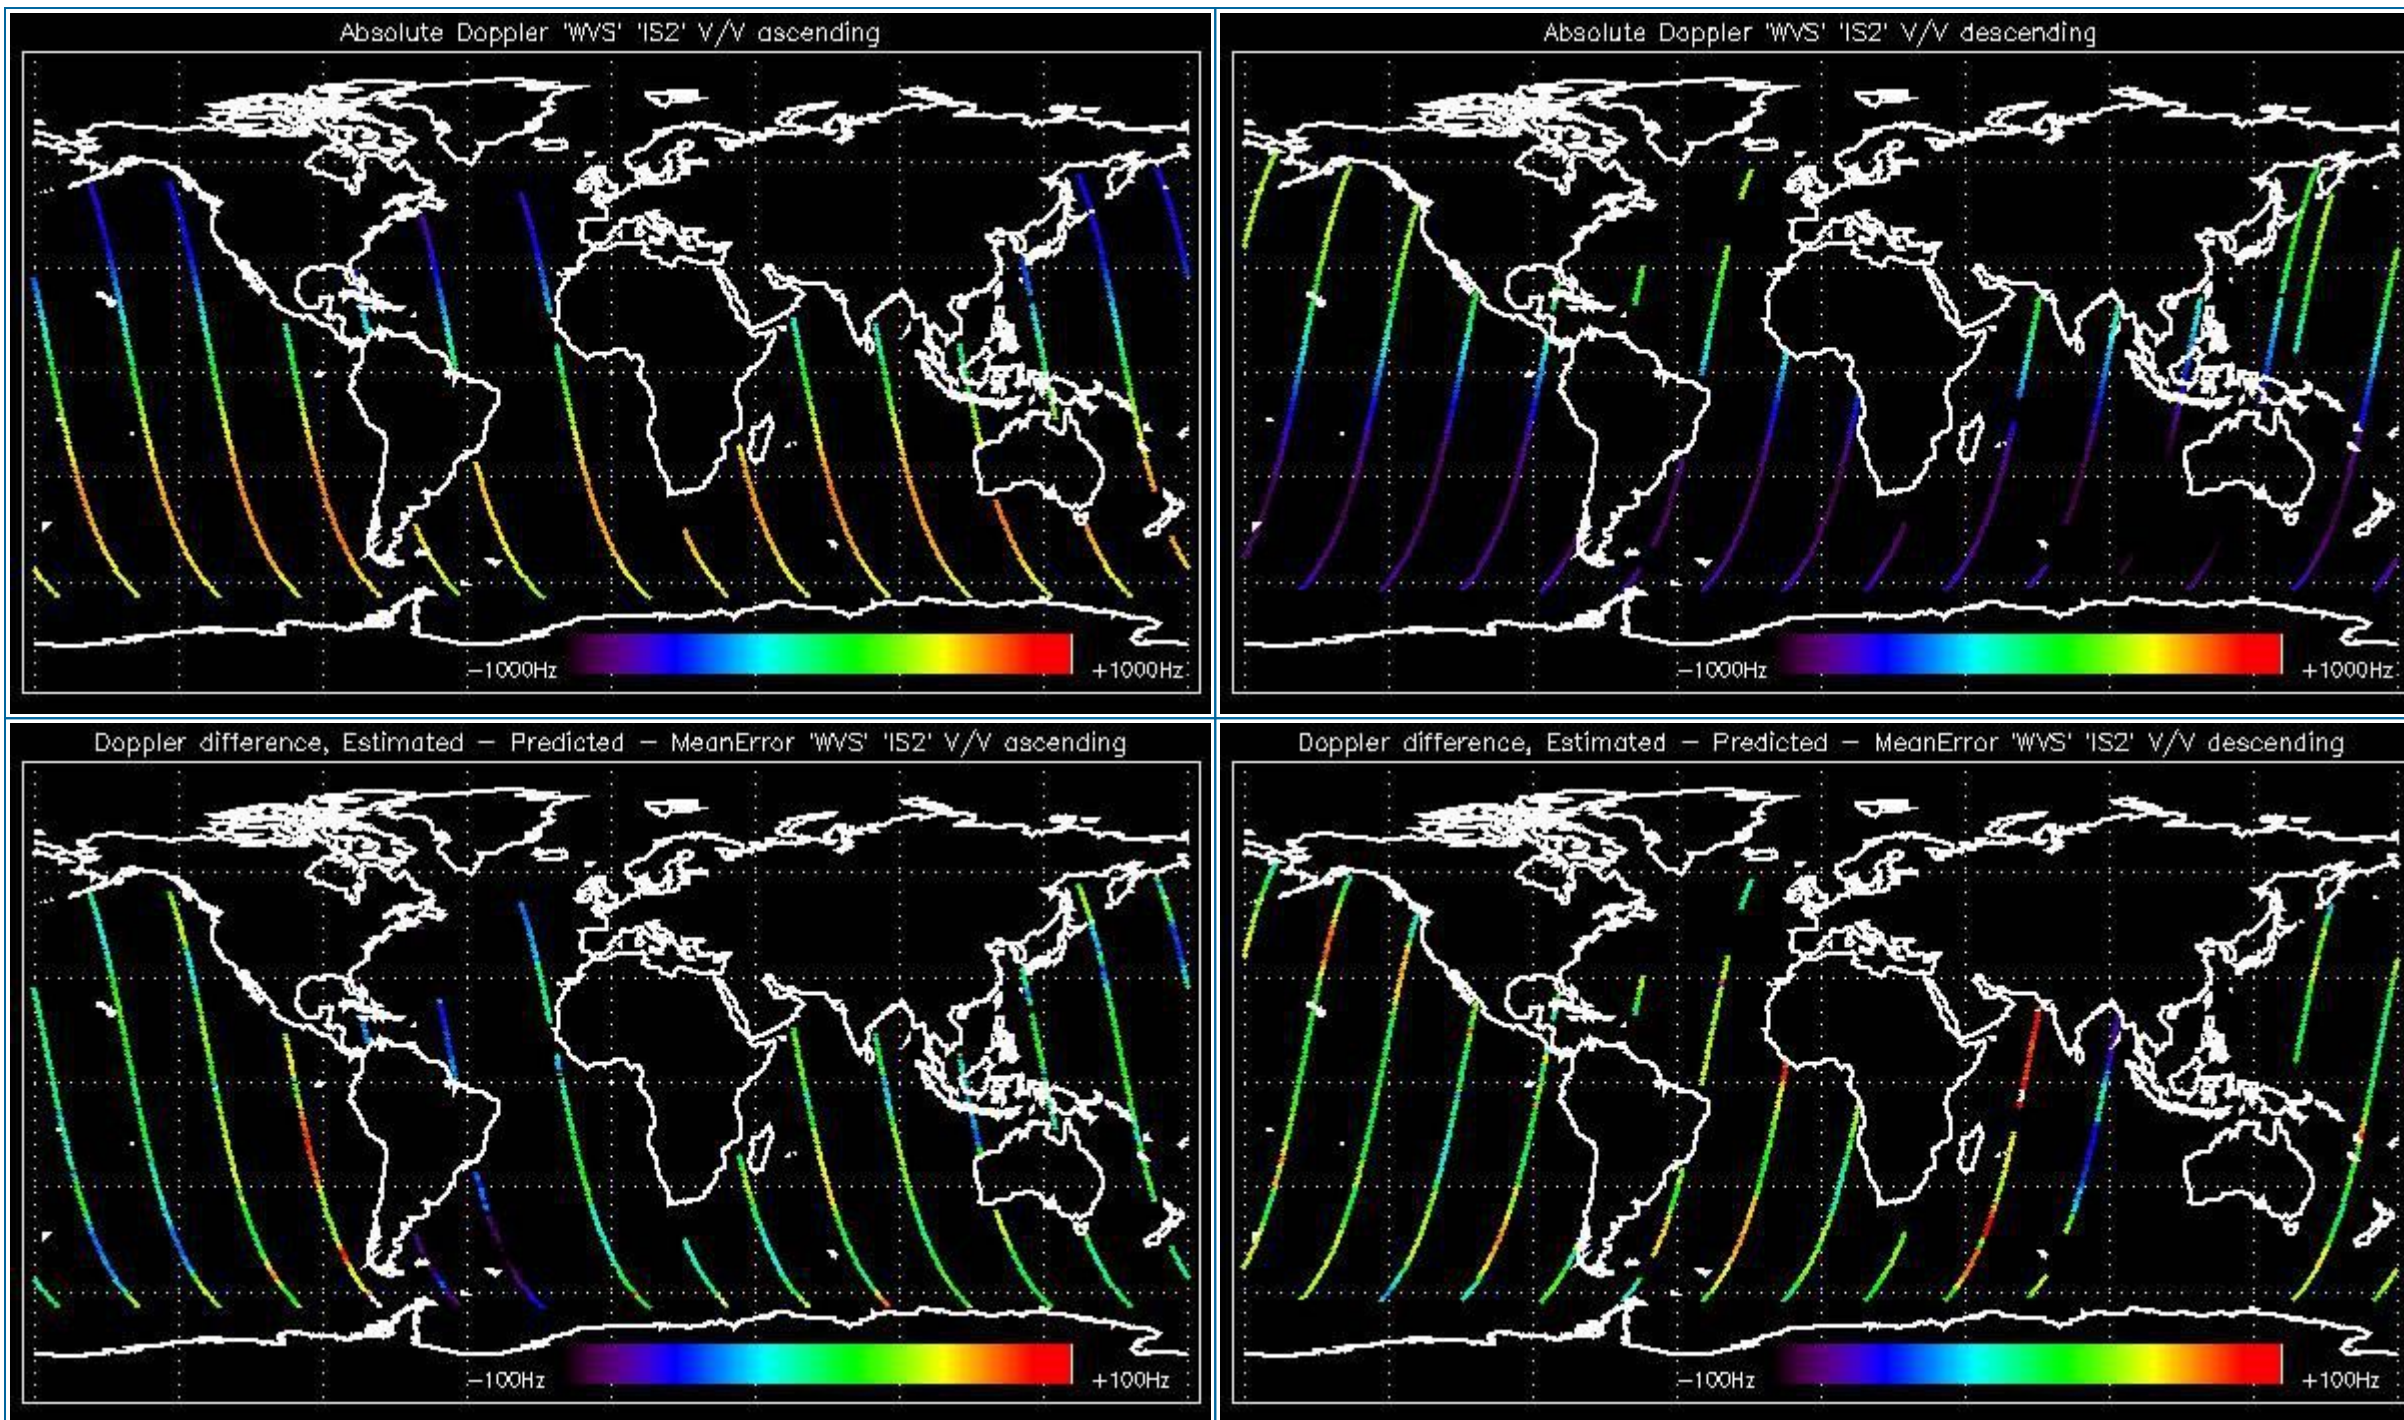 Absolute Doppler 'WVS' 'IS2' V/V ascending
-1000Hz
+1000Hz
Absolute Doppler 'WVS' 'IS2' V/V descending
-1000Hz
+1000Hz
Doppler difference, Estimated - Predicted - MeanError 'WVS' 'IS2' V/V ascending
-100Hz
+100Hz
Doppler difference, Estimated - Predicted - MeanError 'WVS' 'IS2' V/V descending
-100Hz
+100Hz